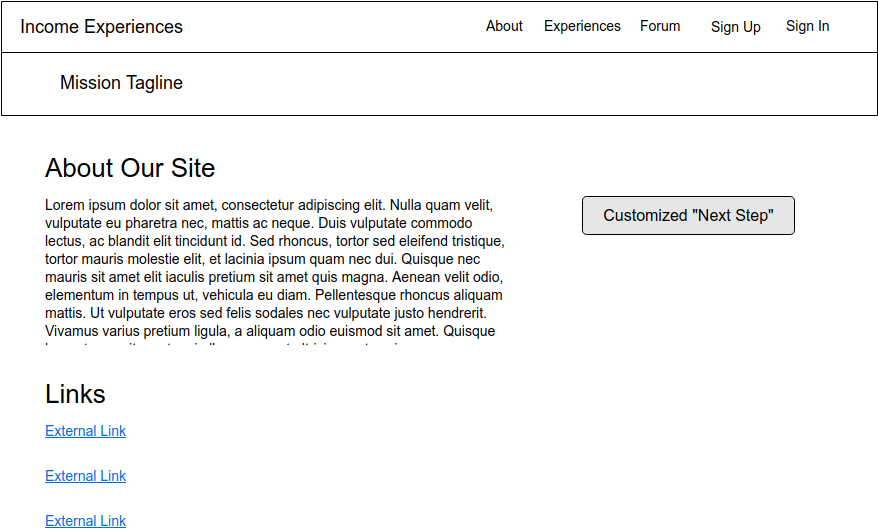 Income Experiences
About Experiences Forum Sign Up Sign In
Mission Tagline
About Our Site
Lorem ipsum dolor sit amet, consectetur adipiscing elit. Nulla quam velit,
vulputate eu pharetra nec, mattis ac neque. Duis vulputate commodo
lectus, ac blandit elit tincidunt id. Sed rhoncus, tortor sed eleifend tristique,
tortor mauris molestie elit, et lacinia ipsum quam nec dui. Quisque nec
mauris sit amet elit iaculis pretium sit amet quis magna. Aenean velit odio,
elementum in tempus ut, vehicula eu diam. Pellentesque rhoncus aliquam
mattis. Ut vulputate eros sed felis sodales nec vulputate justo hendrerit.
Vivamus varius pretium ligula, a aliquam odio euismod sit amet. Quisque
Customized "Next Step"
Links
External Link
External Link
External Link